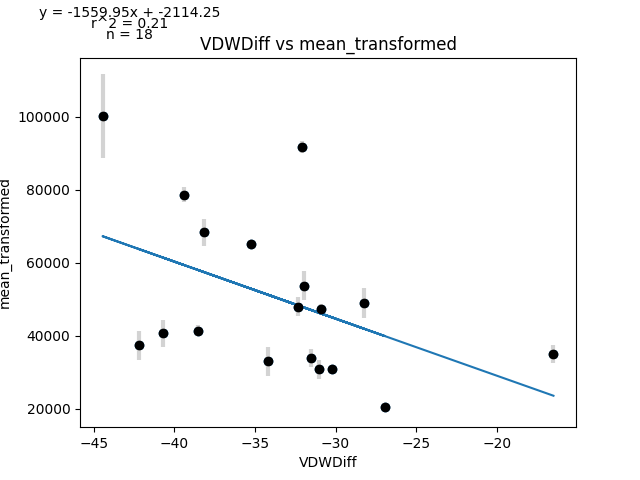 y = -1559.95x + -2114.25
r^2 = 0.21
n = 18
VDWDiff vs mean_transformed
100000
80000
60000
40000
20000
mean_transformed
−45
−40
−35
−30
−25
−20
VDWDiff